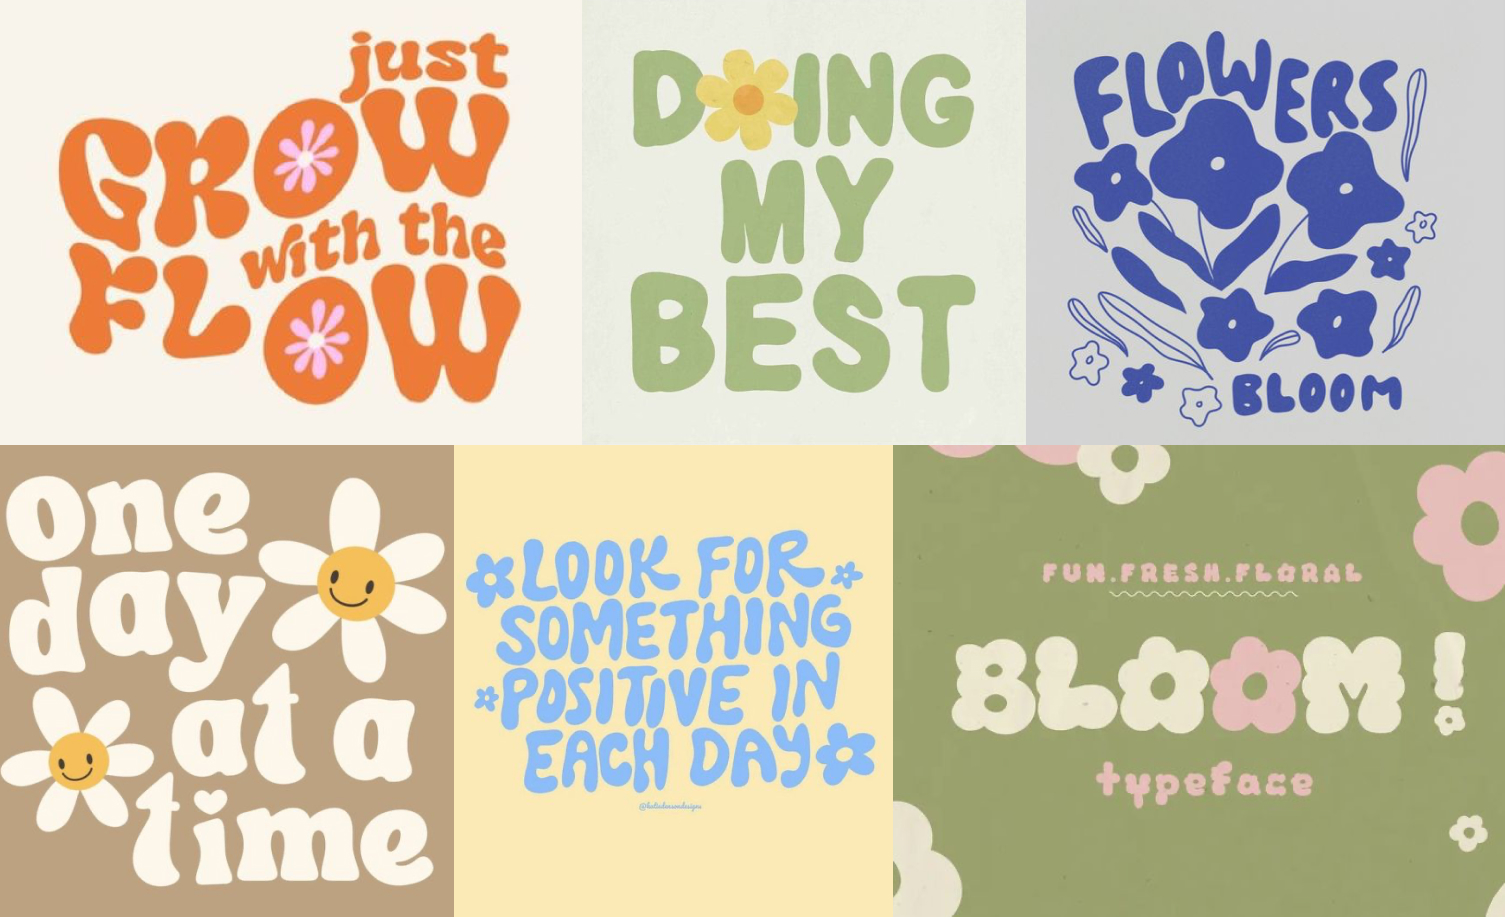 just
GROW
with the
FLOW
DOING
MY
BEST
FLOWERS
BLOOM
one
day
at a
time
LOOK FOR
SOMETHING
POSITIVE IN
EACH DAY
FUN.FRESH.FLORAL
BLOOM!
typeface